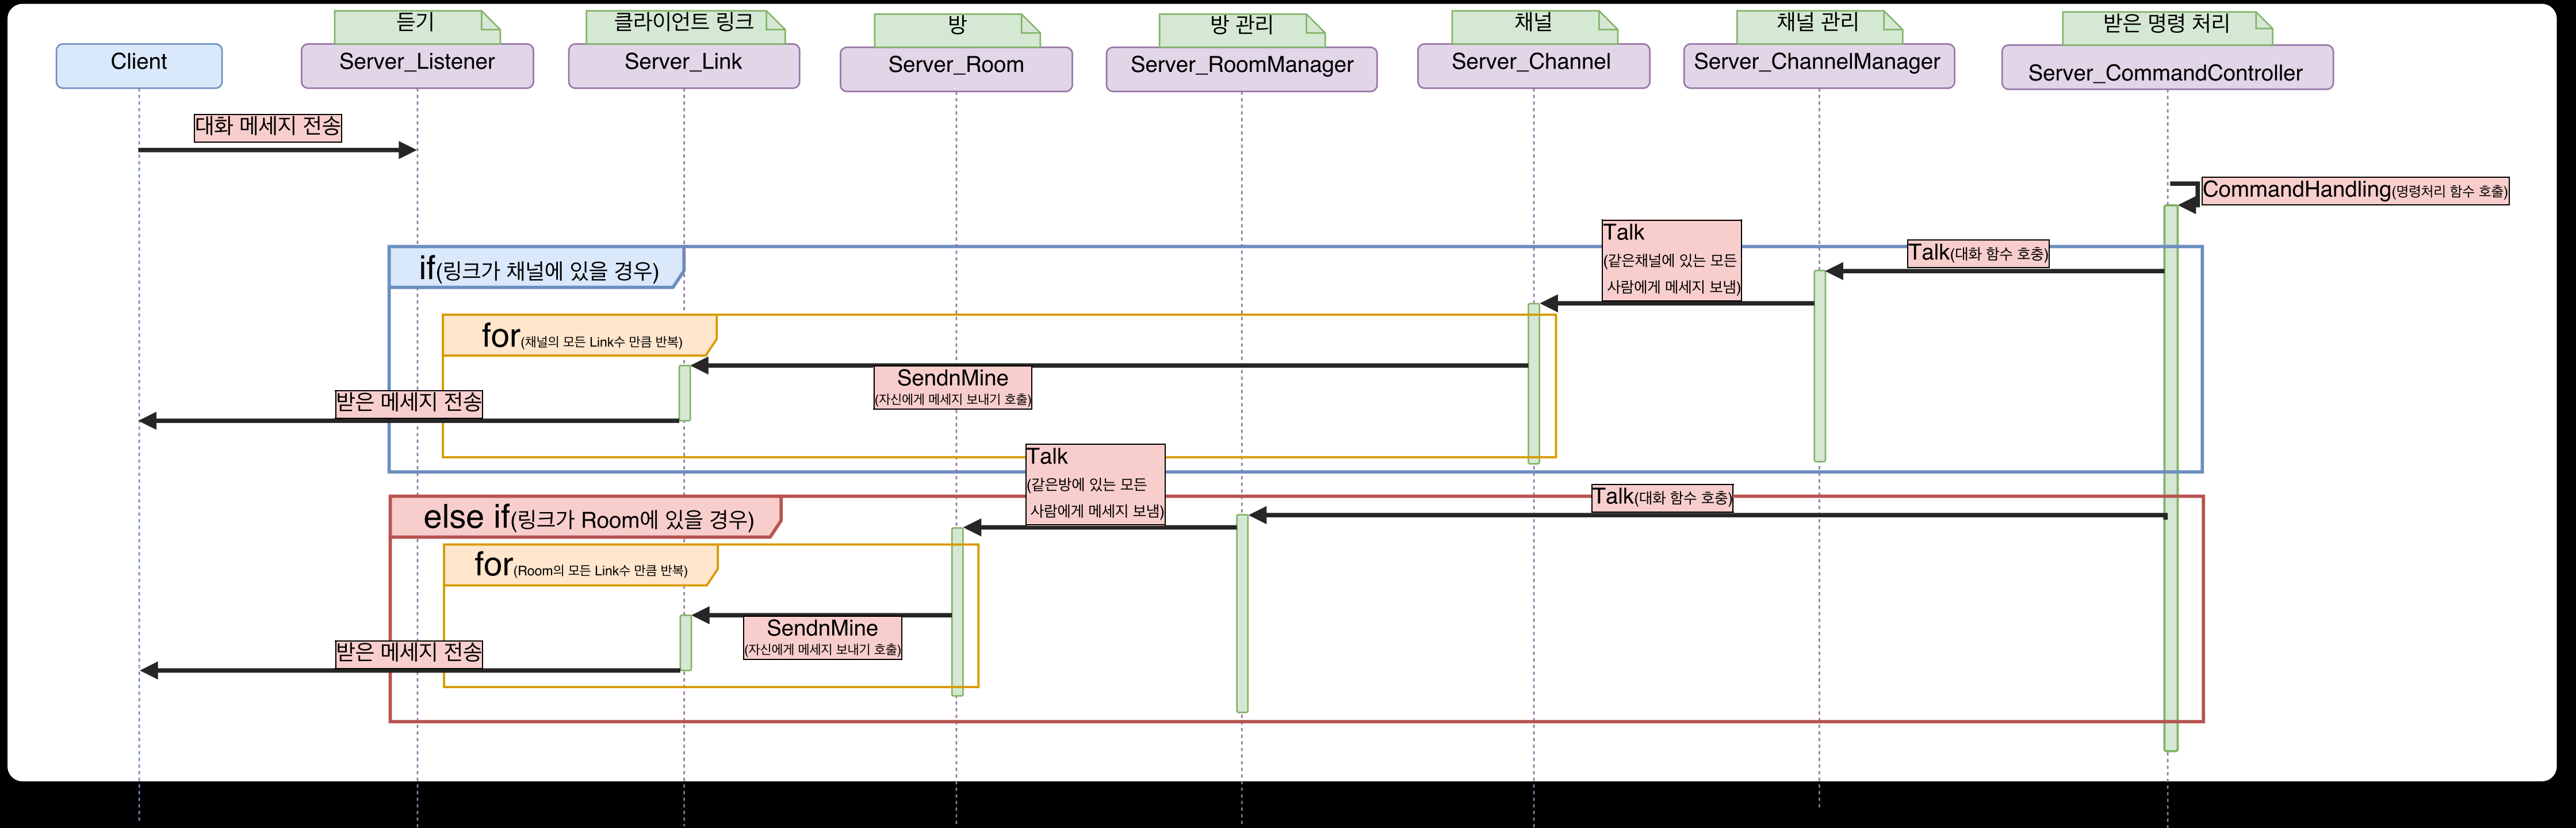 듣기
클라이언트 링크
방
방 관리
채널
채널 관리
받은 명령 처리
Client
Server_Listener
Server_Link
Server_Room
Server_RoomManager
Server_Channel
Server_ChannelManager
Server_CommandController
대화 메세지 전송
CommandHandling(명령처리 함수 호출)
if(링크가 채널에 있을 경우)
Talk
(같은채널에 있는 모든
사람에게 메세지 보냄)
Talk(대화 함수 호충)
for(채널의 모든 Link수 만큼 반복)
SendnMine
(자신에게 메세지 보내기 호출)
받은 메세지 전송
Talk
(같은방에 있는 모든
사람에게 메세지 보냄)
Talk(대화 함수 호충)
else if(링크가 Room에 있을 경우)
for(Room의 모든 Link수 만큼 반복)
SendnMine
(자신에게 메세지 보내기 호출)
받은 메세지 전송